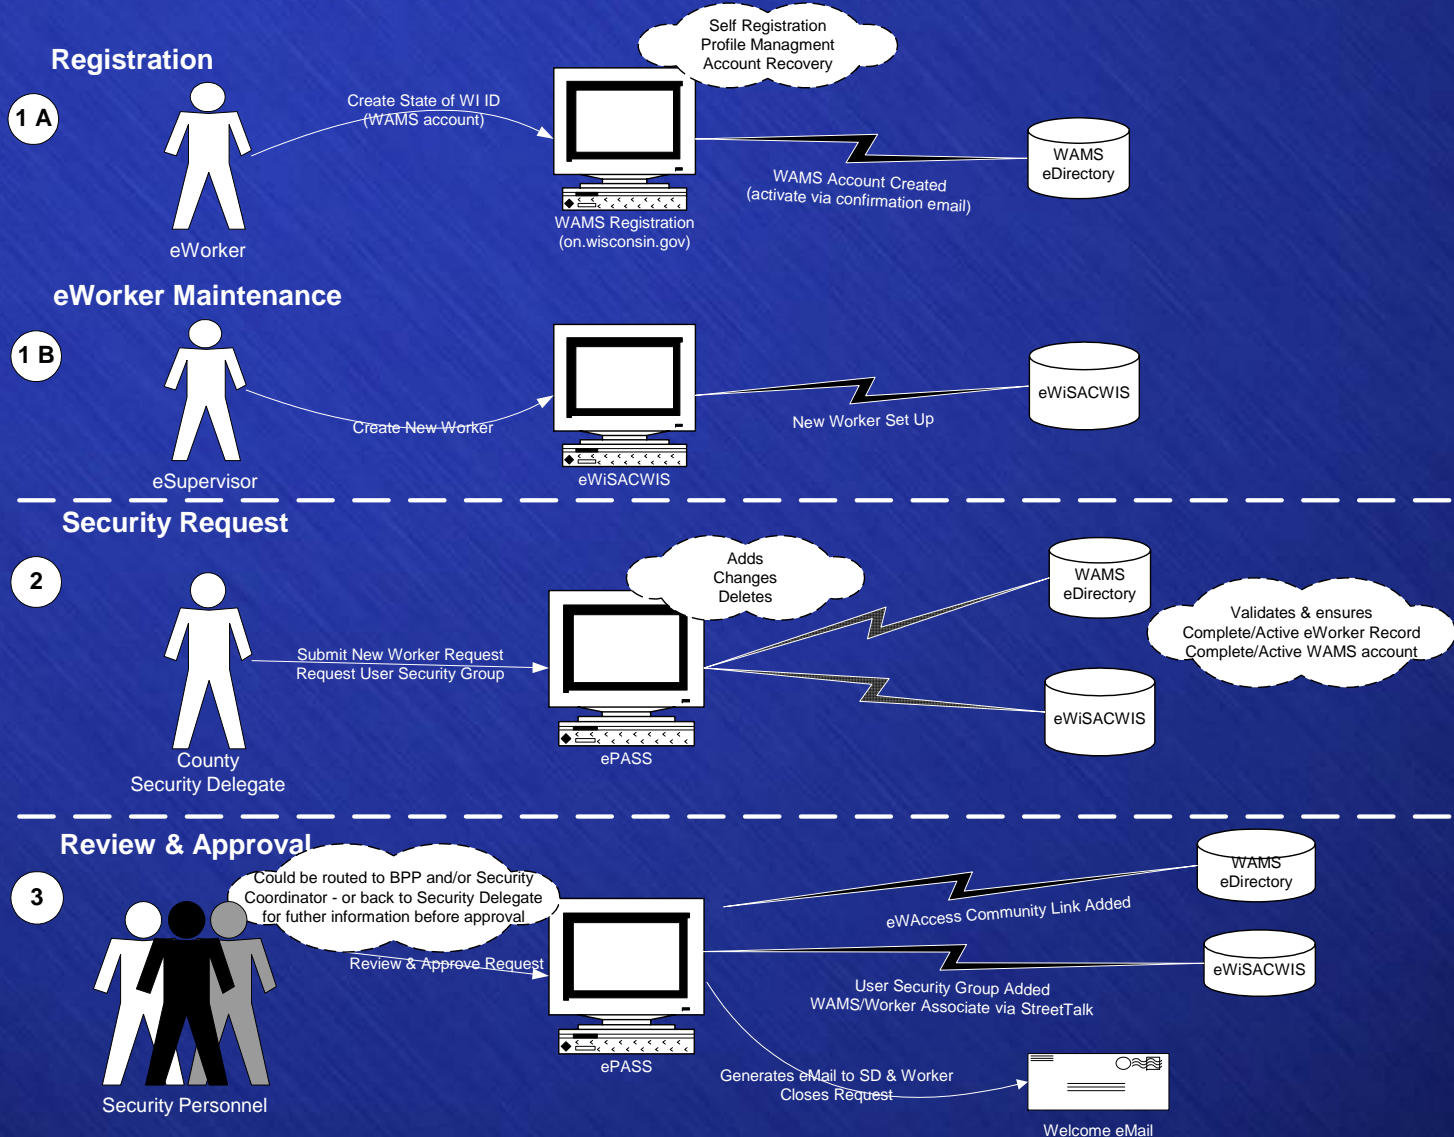 Self Registration
Profile Managment
Account Recovery
Registration
1 A
Create State of WI ID
(WAMS account)
WAMS
eDirectory
WAMS Account Created
(activate via confirmation email)
WAMS Registration
(on.wisconsin.gov)
eWorker
eWorker Maintenance
1 B
eWiSACWIS
Create New Worker
New Worker Set Up
eSupervisor
eWiSACWIS
Security Request
2
Adds
Changes
Deletes
WAMS
eDirectory
Validates & ensures
Complete/Active eWorker Record
Complete/Active WAMS account
Submit New Worker Request
Request User Security Group
eWiSACWIS
County
Security Delegate
ePASS
Review & Approval
3
Could be routed to BPP and/or Security
Coordinator - or back to Security Delegate
for futher information before approval
WAMS
eDirectory
eWAccess Community Link Added
Review & Approve Request
eWiSACWIS
User Security Group Added
WAMS/Worker Associate via StreetTalk
ePASS
Generates eMail to SD & Worker
Closes Request
Security Personnel
Welcome eMail